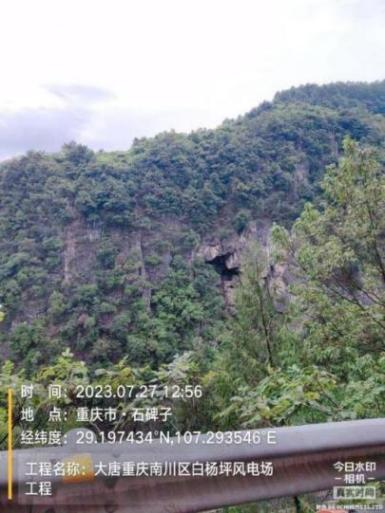 时 间：2023.07.27 12:56
地 点：重庆市·石碑子
经纬度：29.197434°N,107.293546°E
工程名称：大唐重庆南川区白杨坪风电场
工程
今日水印
相机
真实时间